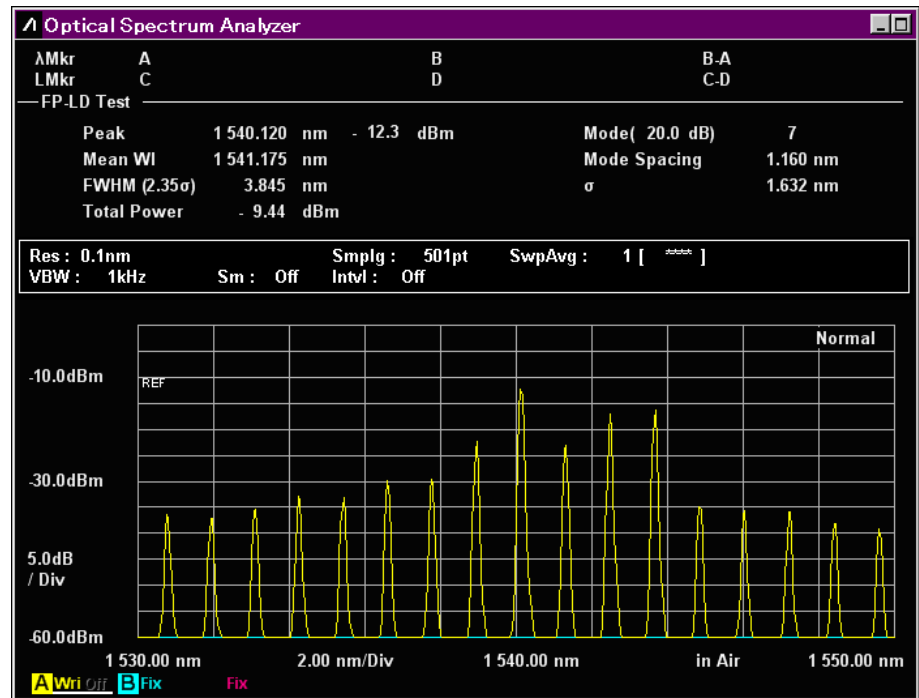 Optical Spectrum Analyzer
λMkr A B B-A
LMkr C D C-D
FP-LD Test
Peak 1 540.120 nm - 12.3 dBm Mode( 20.0 dB) 7
Mean Wl 1 541.175 nm Mode Spacing 1.160 nm
FWHM (2.35σ) 3.845 nm σ 1.632 nm
Total Power - 9.44 dBm
Res : 0.1nm Smplg : 501pt SwpAvg : 1 [ **** ]
VBW : 1kHz Sm : Off Intvl : Off
Normal
-10.0dBm REF
-30.0dBm
5.0dB
/ Div
-60.0dBm
1 530.00 nm 2.00 nm/Div 1 540.00 nm in Air 1 550.00 nm
A Wri Off B Fix Fix